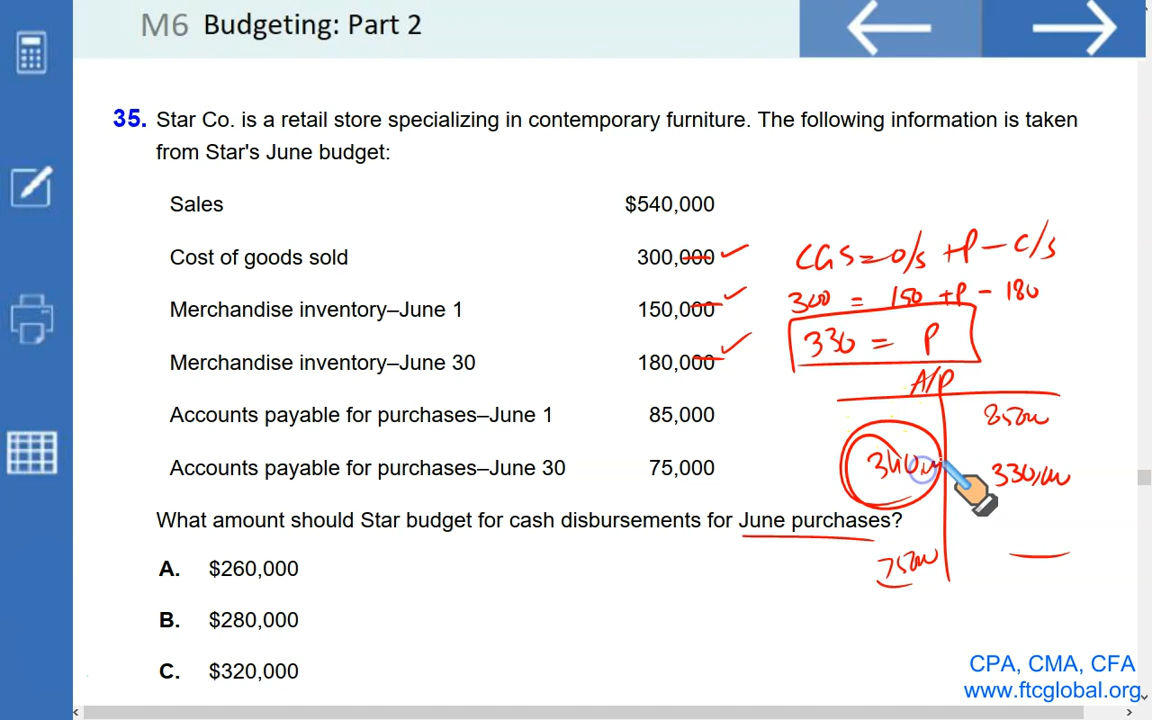 M6 Budgeting: Part 2
35. Star Co. is a retail store specializing in contemporary furniture. The following information is taken
from Star's June budget:
Sales $540,000
Cost of goods sold 300,000
CGS = O/S + P - C/S
Merchandise inventory–June 1 150,000
300 = 150 + P - 180
Merchandise inventory–June 30 180,000
330 = P
A/P
Accounts payable for purchases–June 1 85,000
Accounts payable for purchases–June 30 75,000
340
What amount should Star budget for cash disbursements for June purchases?
A. $260,000
B. $280,000
C. $320,000
CPA, CMA, CFA
www.ftcglobal.org